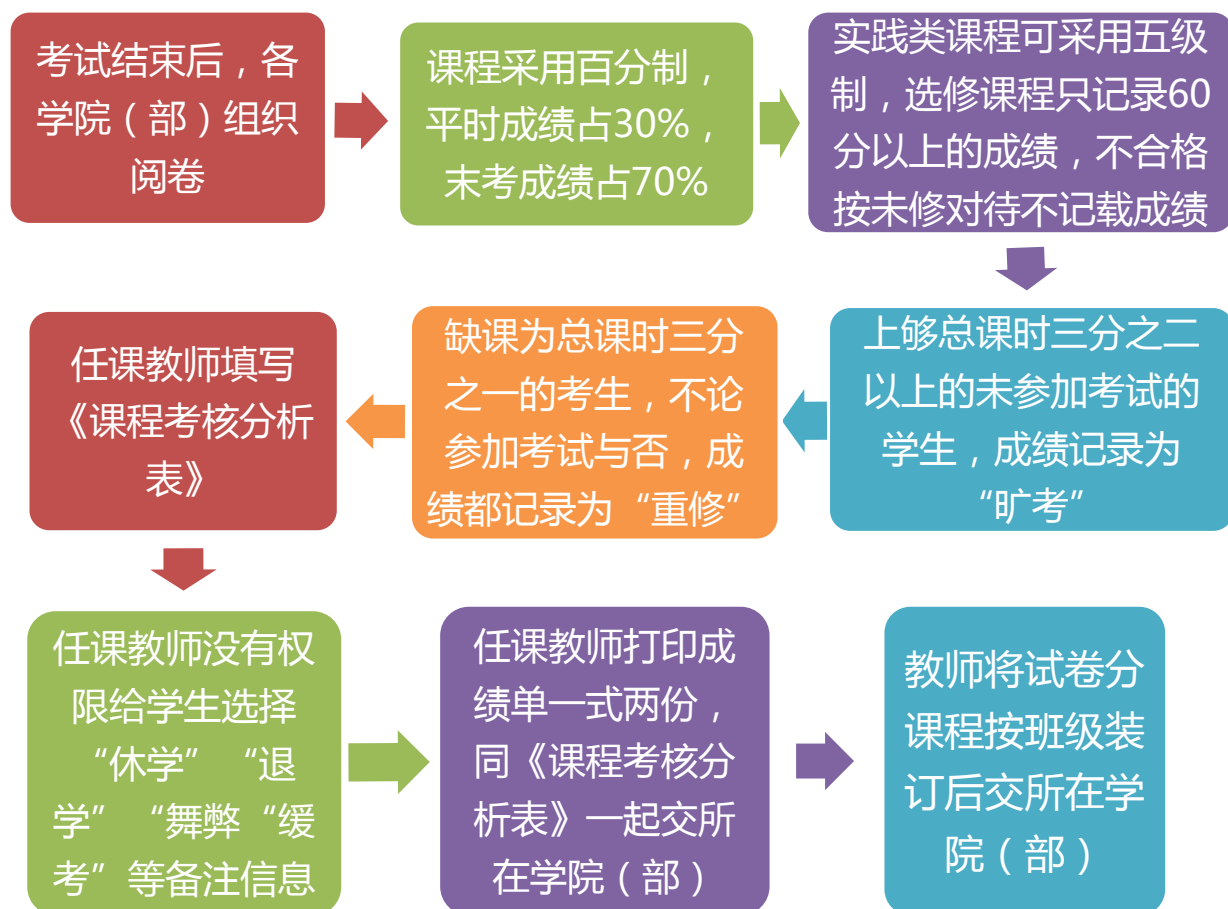 考试结束后，各
学院（部）组织
阅卷
课程采用百分制，
平时成绩占30%，
末考成绩占70%
实践类课程可采用五级
制，选修课程只记录60
分以上的成绩，不合格
按未修对待不记载成绩
上够总课时三分之二
以上的未参加考试的
学生，成绩记录为
“旷考”
缺课为总课时三分
之一的考生，不论
参加考试与否，成
绩都记录为“重修”
任课教师填写
《课程考核分析
表》
任课教师没有权
限给学生选择
“休学”“退
学”“舞弊“缓
考”等备注信息
任课教师打印成
绩单一式两份，
同《课程考核分
析表》一起交所
在学院（部）
教师将试卷分
课程按班级装
订后交所在学
院（部）